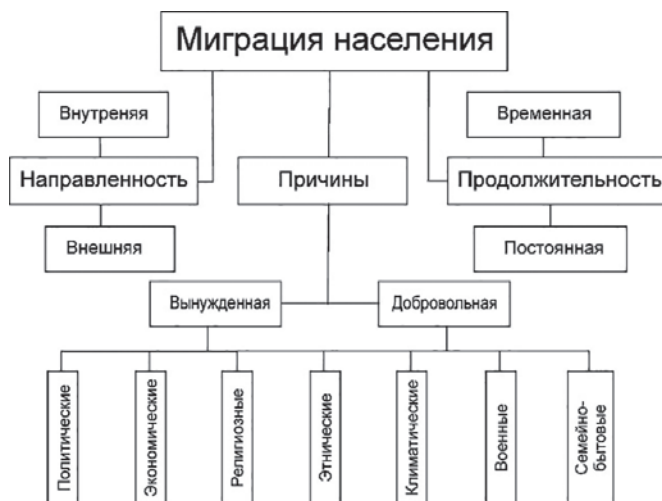 Миграция населения
Внутреняя
Временная
Направленность
Причины
Продолжительность
Внешняя
Постоянная
Вынужденная
Добровольная
Политические
Экономические
Религиозные
Этнические
Климатические
Военные
Семейно-
бытовые